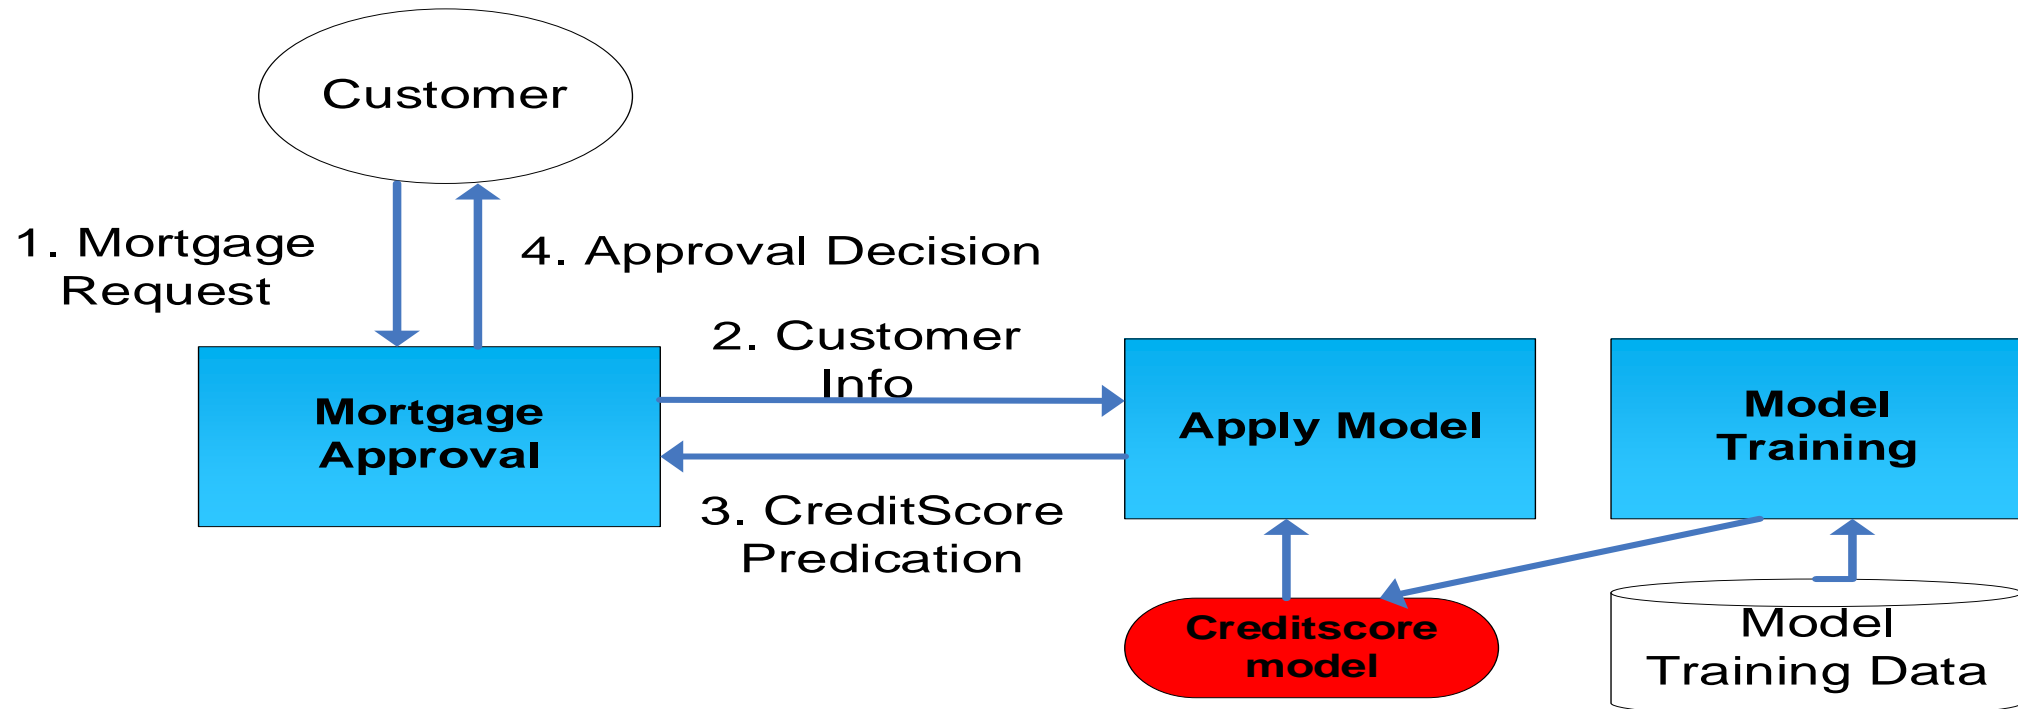 Customer
1. Mortgage
Request
4. Approval Decision
2. Customer
Info
Mortgage
Approval
Apply Model
Model
Training
3. CreditScore
Predication
Creditscore
model
Model
Training Data